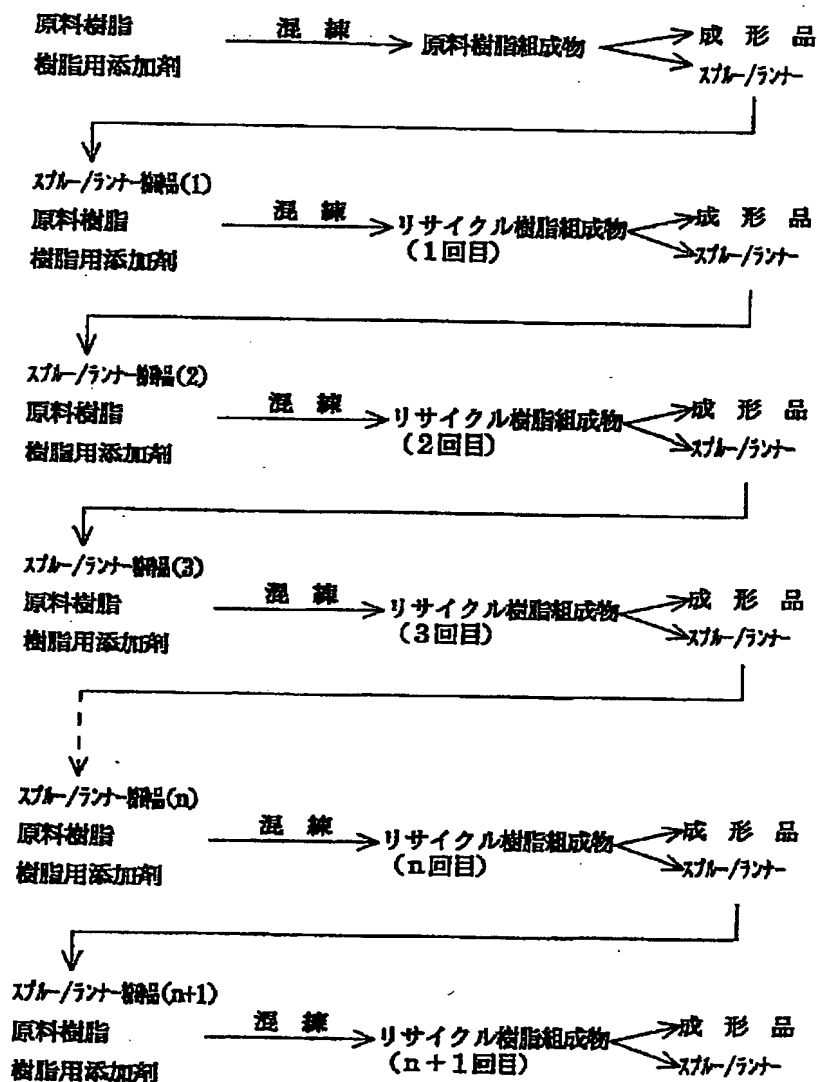 原料樹脂 混練 原料樹脂組成物 成形品
樹脂用添加剤 スプルー/ランナー
スプルー/ランナー粉砕品(1)
原料樹脂 混練 リサイクル樹脂組成物 成形品
樹脂用添加剤 (1回目) スプルー/ランナー
スプルー/ランナー粉砕品(2)
原料樹脂 混練 リサイクル樹脂組成物 成形品
樹脂用添加剤 (2回目) スプルー/ランナー
スプルー/ランナー粉砕品(3)
原料樹脂 混練 リサイクル樹脂組成物 成形品
樹脂用添加剤 (3回目) スプルー/ランナー
スプルー/ランナー粉砕品(n)
原料樹脂 混練 リサイクル樹脂組成物 成形品
樹脂用添加剤 (n回目) スプルー/ランナー
スプルー/ランナー粉砕品(n+1)
原料樹脂 混練 リサイクル樹脂組成物 成形品
樹脂用添加剤 (n+1回目) スプルー/ランナー